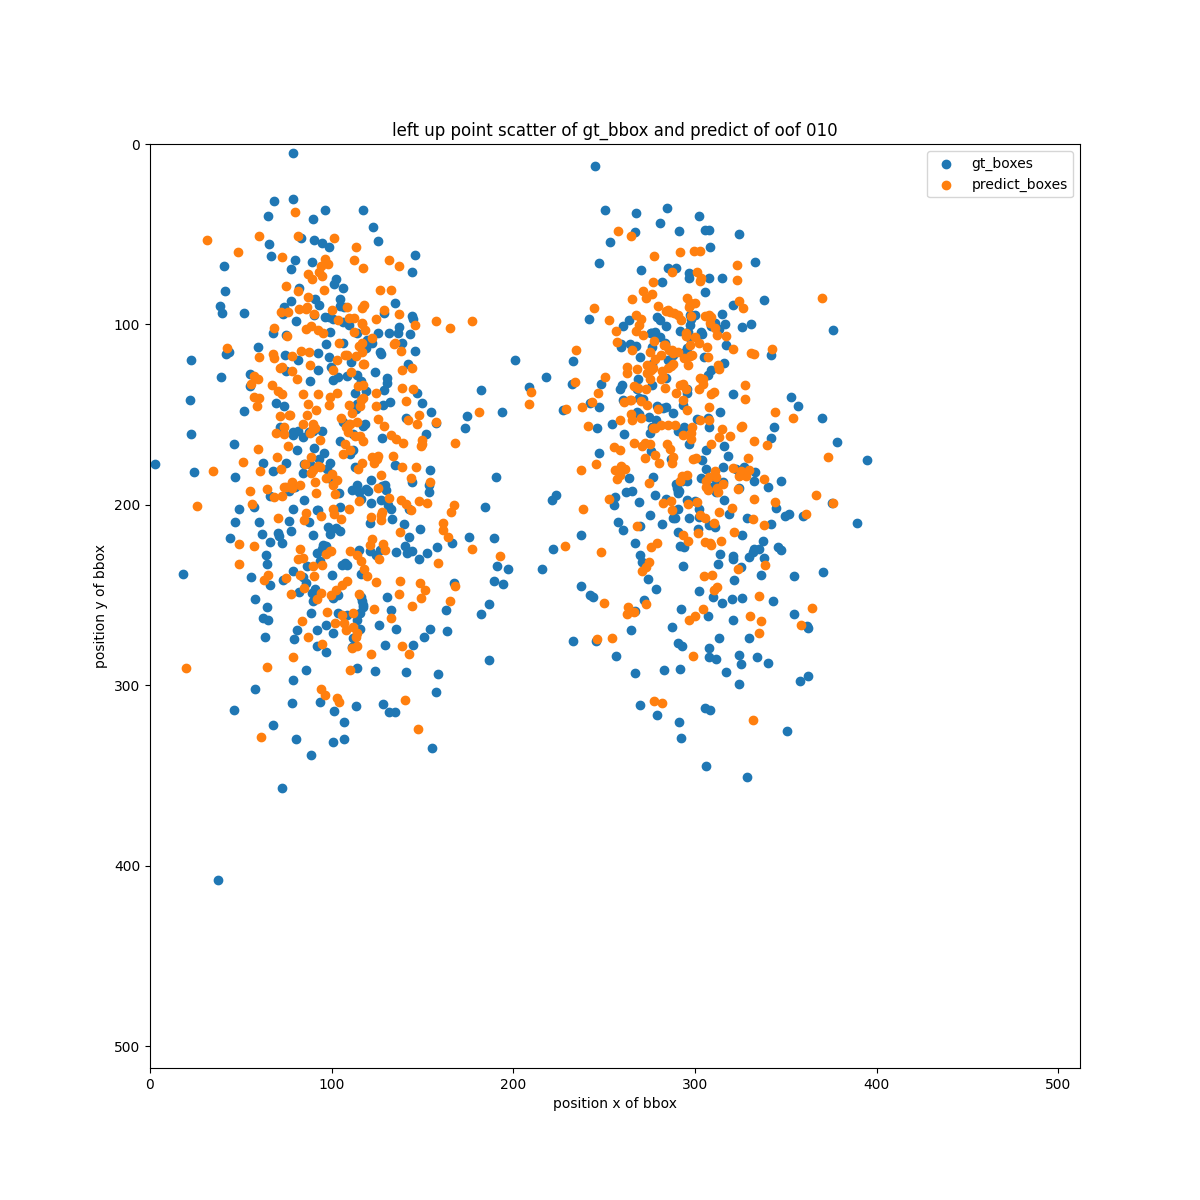 left up point scatter of gt_bbox and predict of oof 010
gt_boxes
predict_boxes
0
100
200
300
400
500
position y of bbox
0
100
200
300
400
500
position x of bbox